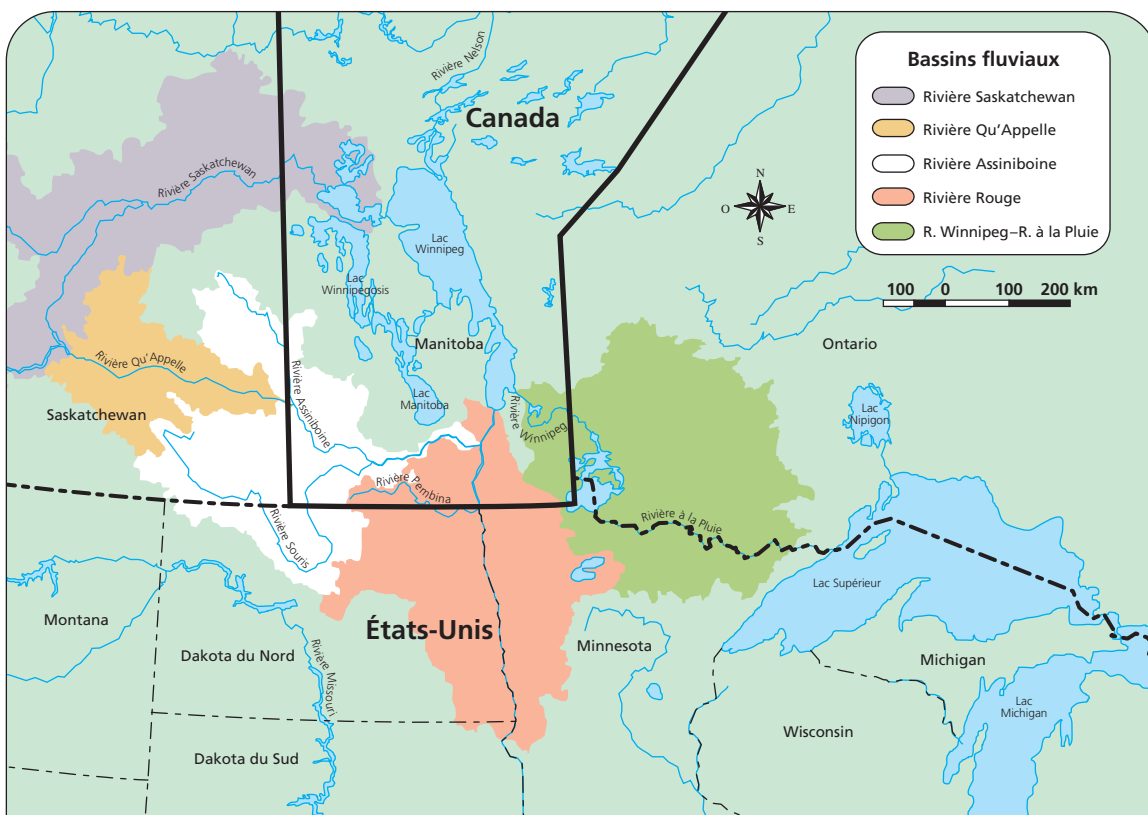 Bassins fluviaux
Rivière Saskatchewan
Rivière Qu'Appelle
Rivière Assiniboine
Rivière Rouge
R. Winnipeg–R. à la Pluie
N
O
E
S
100 0 100 200 km
Rivière Nelson
Canada
Rivière Saskatchewan
Lac
Winnipeg
Lac
Winnipegosis
Manitoba
Ontario
Rivière Qu'Appelle
Rivière Assiniboine
Lac
Manitoba
Rivière
Winnipeg
Lac
Nipigon
Saskatchewan
Rivière Pembina
Rivière à la Pluie
Rivière Souris
Lac Supérieur
Montana
États-Unis
Minnesota
Dakota du Nord
Michigan
Rivière Missouri
Lac
Michigan
Wisconsin
Dakota du Sud